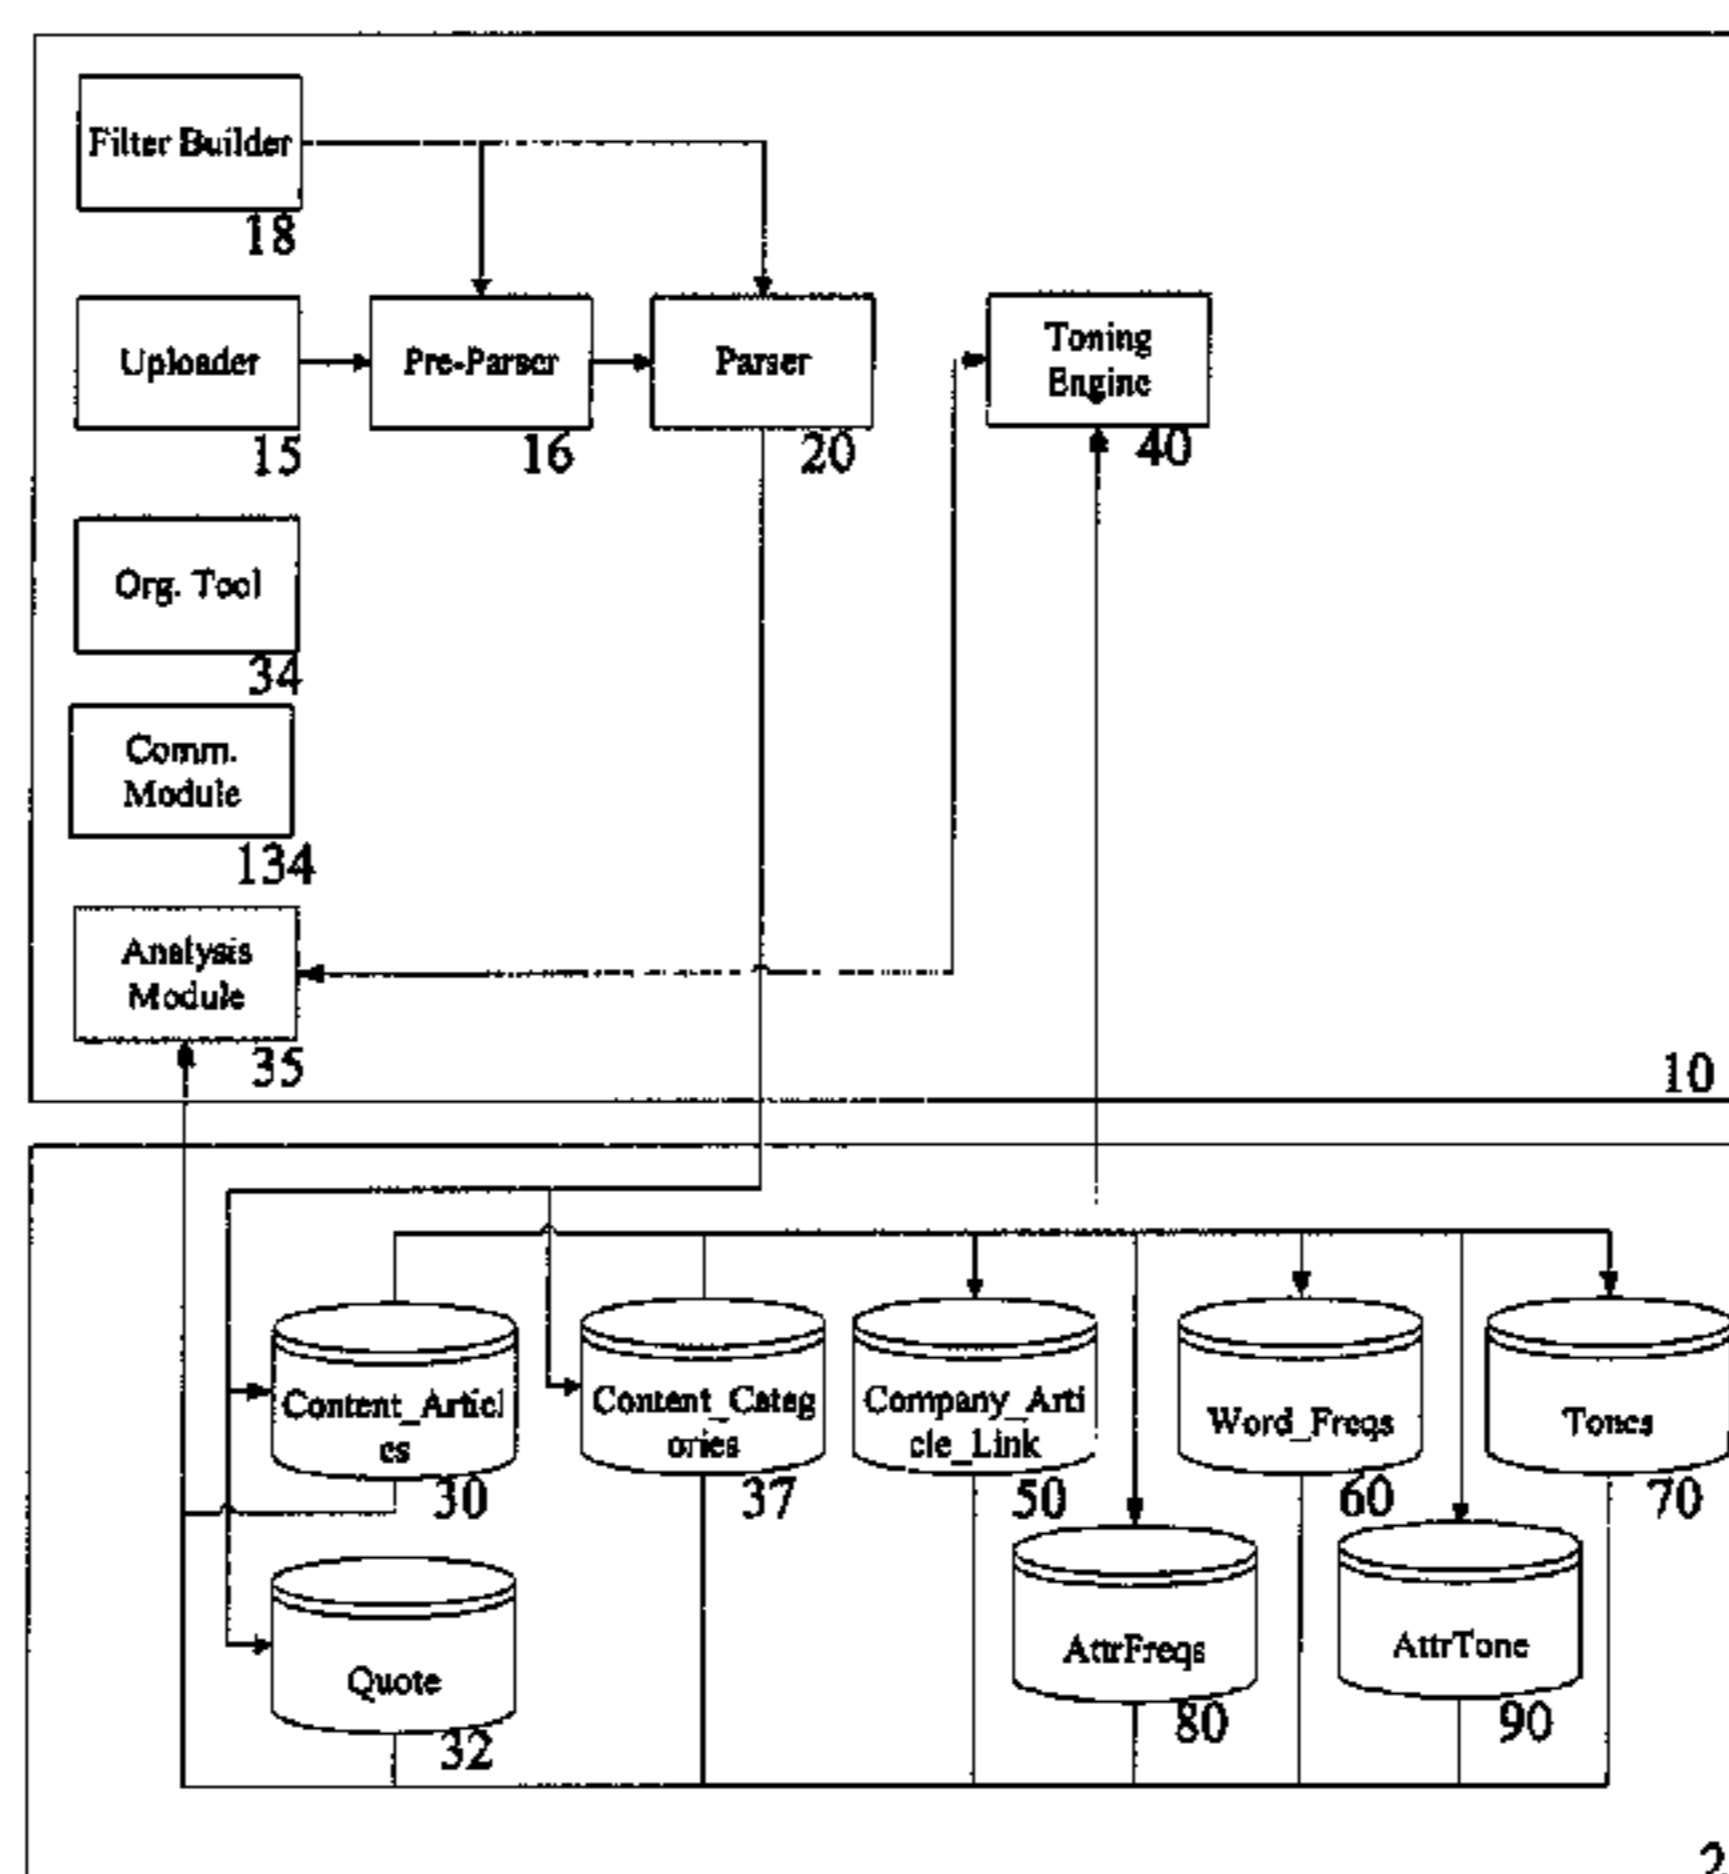 Filter Builder
18
Uploader
15
Pre-Parser
16
Parser
20
Toning
Engine
40
Org. Tool
34
Comm.
Module
134
Analysis
Module
35
10
Content_Articl
es
30
Content_Categ
ories
37
Company_Arti
cle_Link
50
Word_Freqs
60
Tones
70
Quote
32
AttrFreqs
80
AttrTone
90